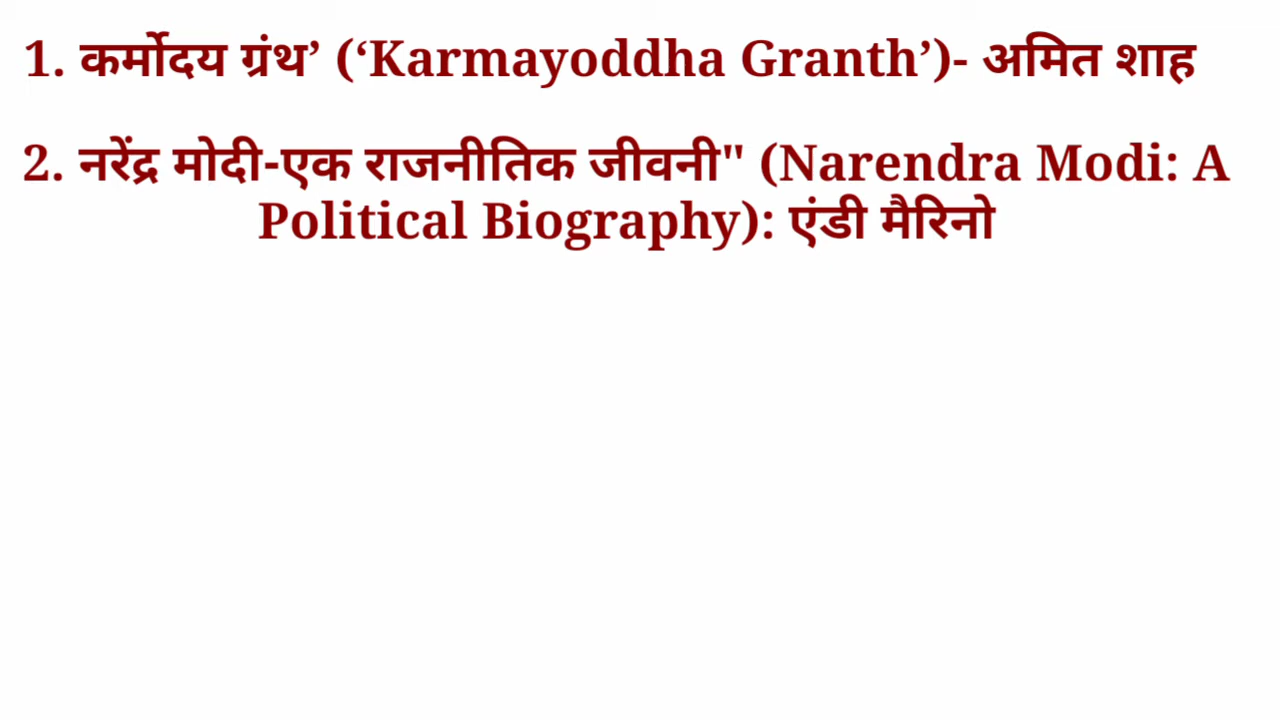 1. कर्मोदय ग्रंथ’ (‘Karmayoddha Granth’)- अमित शाह
2. नरेंद्र मोदी-एक राजनीतिक जीवनी" (Narendra Modi: A
Political Biography): एंडी मैरिनो